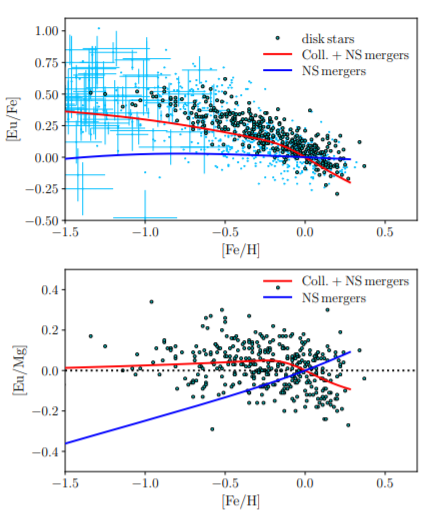 1.00
0.75
0.50
0.25
0.00
−0.25
−0.50
[Eu/Fe]
disk stars
Coll. + NS mergers
NS mergers
−1.5 −1.0 −0.5 0.0 0.5
[Fe/H]
0.4
0.2
0.0
−0.2
−0.4
[Eu/Mg]
Coll. + NS mergers
NS mergers
−1.5 −1.0 −0.5 0.0 0.5
[Fe/H]